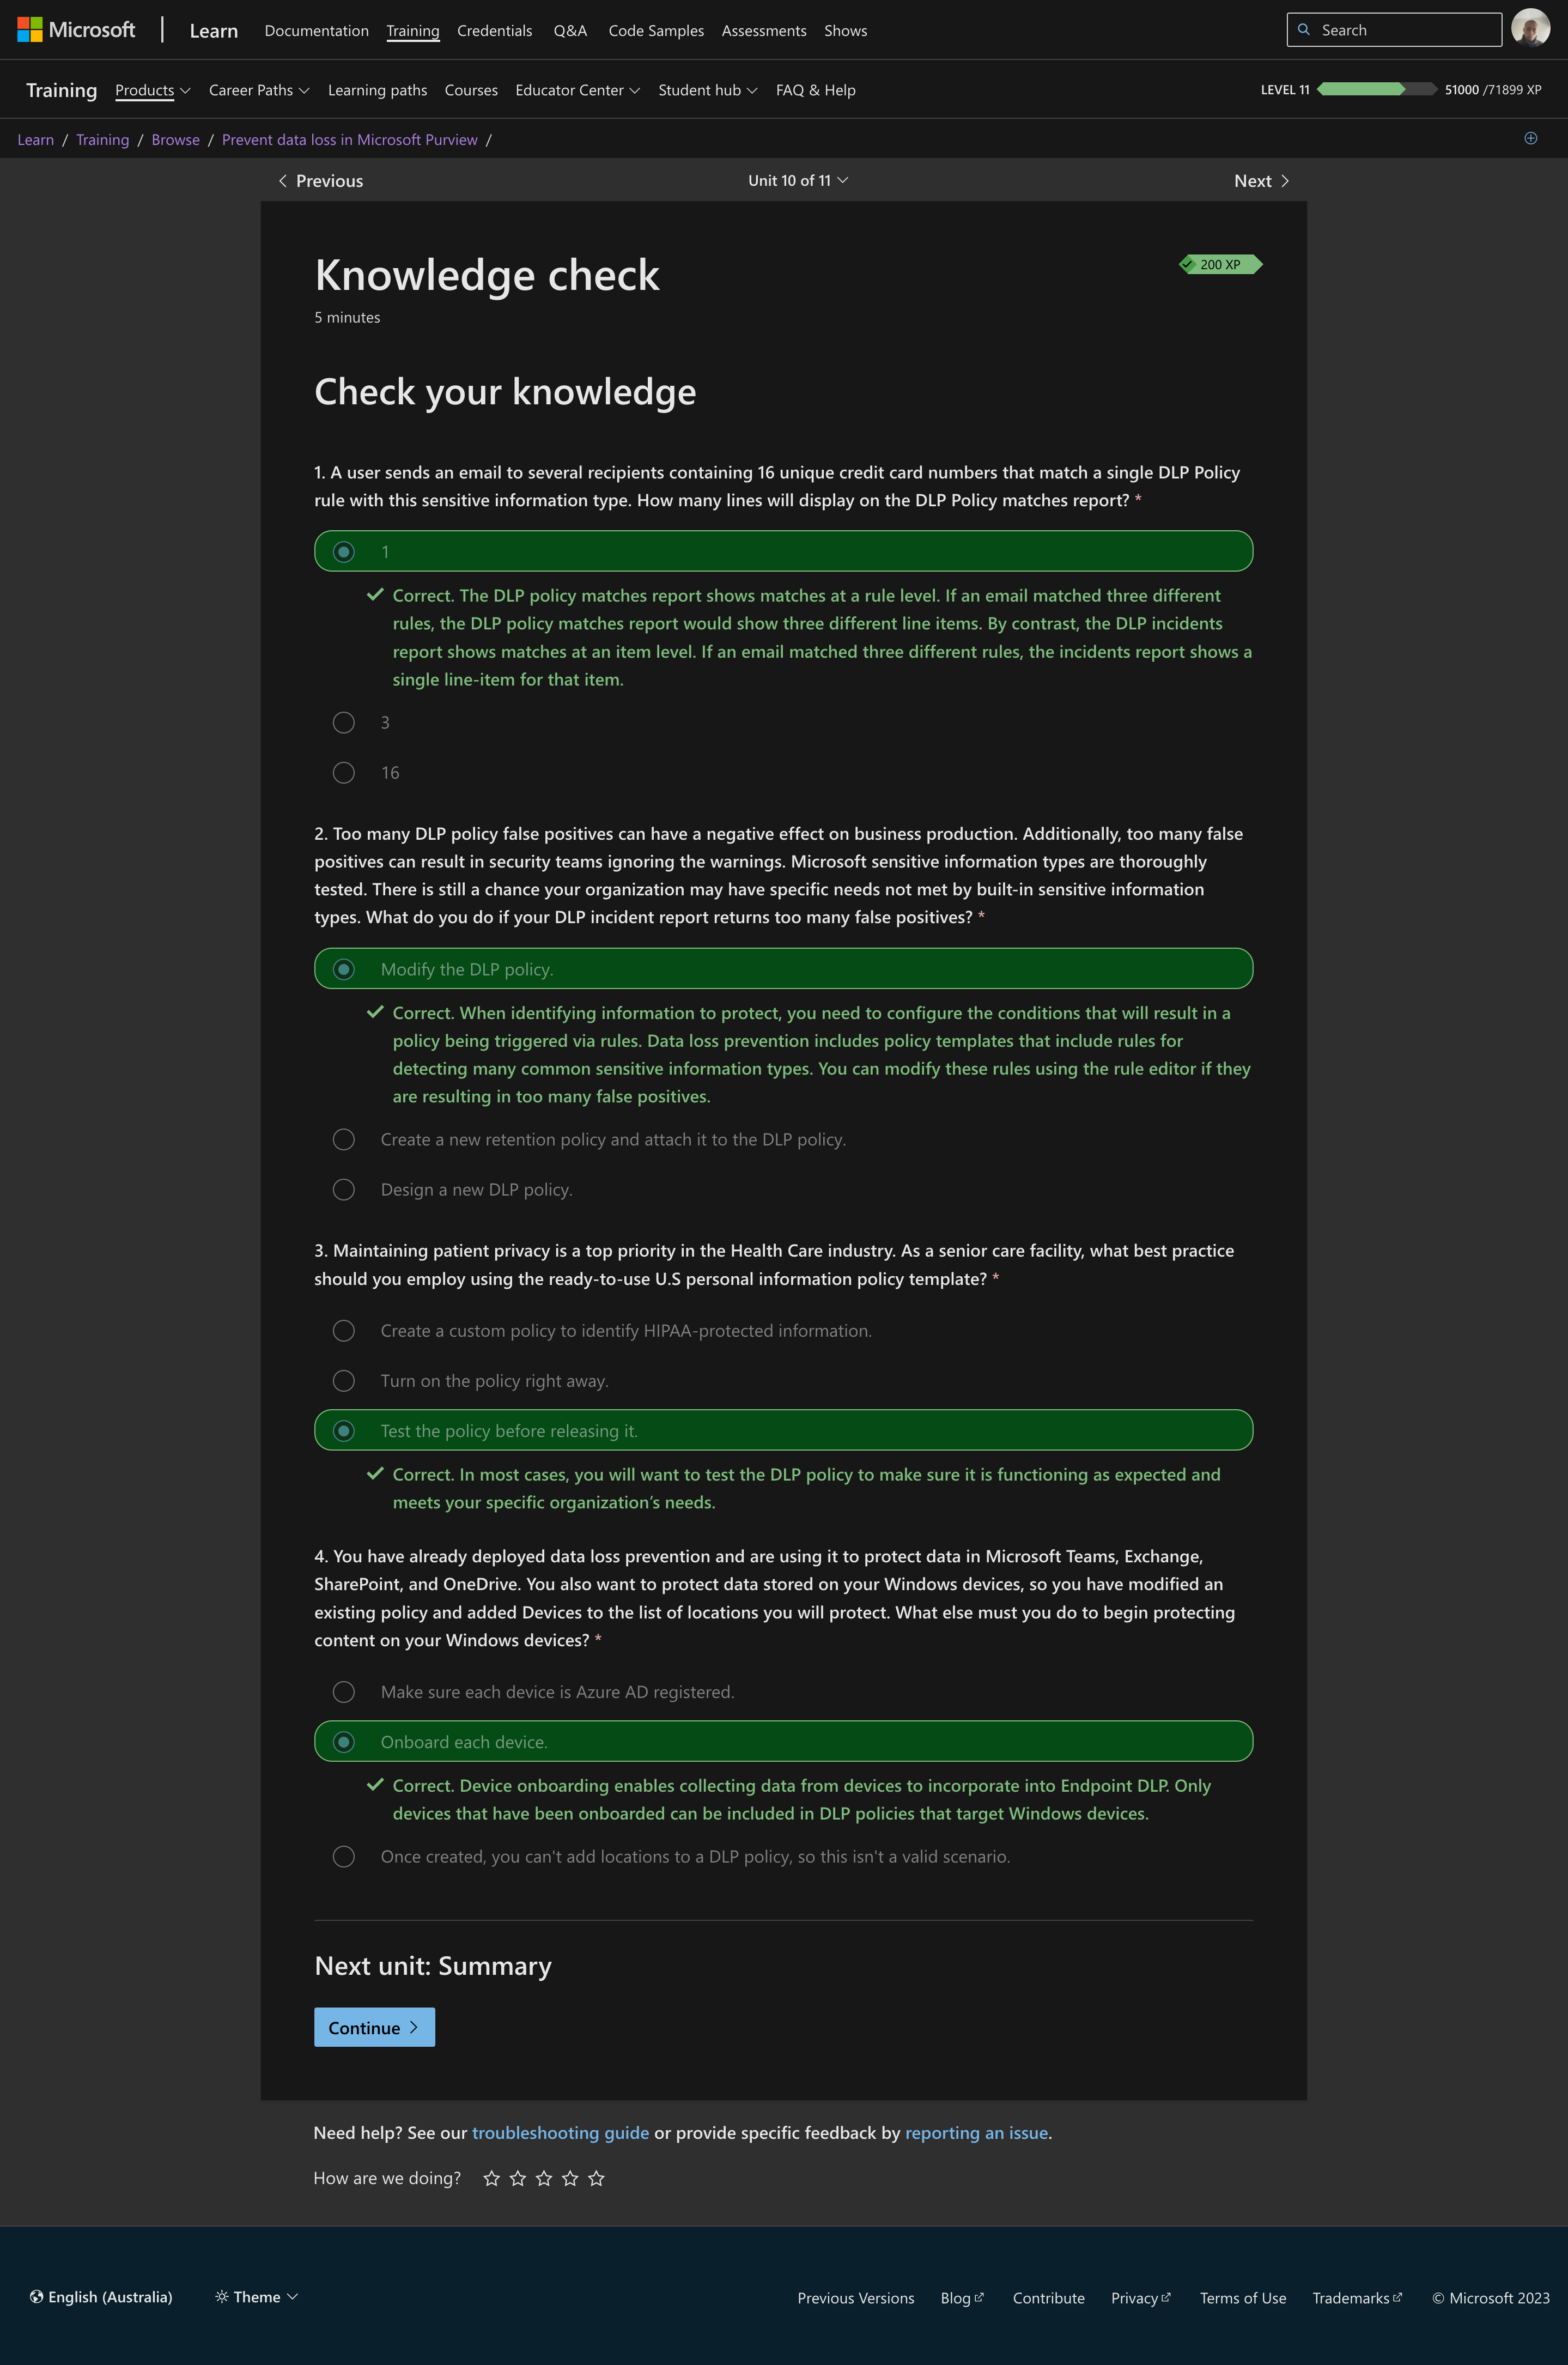 Microsoft Learn Documentation Training Credentials Q&A Code Samples Assessments Shows Search
Training Products Career Paths Learning paths Courses Educator Center Student hub FAQ & Help LEVEL 11 51000 /71899 XP
Learn / Training / Browse / Prevent data loss in Microsoft Purview /
Previous Unit 10 of 11 Next
Knowledge check
200 XP
5 minutes
Check your knowledge
1. A user sends an email to several recipients containing 16 unique credit card numbers that match a single DLP Policy
rule with this sensitive information type. How many lines will display on the DLP Policy matches report? *
1
Correct. The DLP policy matches report shows matches at a rule level. If an email matched three different
rules, the DLP policy matches report would show three different line items. By contrast, the DLP incidents
report shows matches at an item level. If an email matched three different rules, the incidents report shows a
single line-item for that item.
3
16
2. Too many DLP policy false positives can have a negative effect on business production. Additionally, too many false
positives can result in security teams ignoring the warnings. Microsoft sensitive information types are thoroughly
tested. There is still a chance your organization may have specific needs not met by built-in sensitive information
types. What do you do if your DLP incident report returns too many false positives? *
Modify the DLP policy.
Correct. When identifying information to protect, you need to configure the conditions that will result in a
policy being triggered via rules. Data loss prevention includes policy templates that include rules for
detecting many common sensitive information types. You can modify these rules using the rule editor if they
are resulting in too many false positives.
Create a new retention policy and attach it to the DLP policy.
Design a new DLP policy.
3. Maintaining patient privacy is a top priority in the Health Care industry. As a senior care facility, what best practice
should you employ using the ready-to-use U.S personal information policy template? *
Create a custom policy to identify HIPAA-protected information.
Turn on the policy right away.
Test the policy before releasing it.
Correct. In most cases, you will want to test the DLP policy to make sure it is functioning as expected and
meets your specific organization’s needs.
4. You have already deployed data loss prevention and are using it to protect data in Microsoft Teams, Exchange,
SharePoint, and OneDrive. You also want to protect data stored on your Windows devices, so you have modified an
existing policy and added Devices to the list of locations you will protect. What else must you do to begin protecting
content on your Windows devices? *
Make sure each device is Azure AD registered.
Onboard each device.
Correct. Device onboarding enables collecting data from devices to incorporate into Endpoint DLP. Only
devices that have been onboarded can be included in DLP policies that target Windows devices.
Once created, you can't add locations to a DLP policy, so this isn't a valid scenario.
Next unit: Summary
Continue
Need help? See our troubleshooting guide or provide specific feedback by reporting an issue.
How are we doing?
English (Australia) Theme Previous Versions Blog Contribute Privacy Terms of Use Trademarks © Microsoft 2023